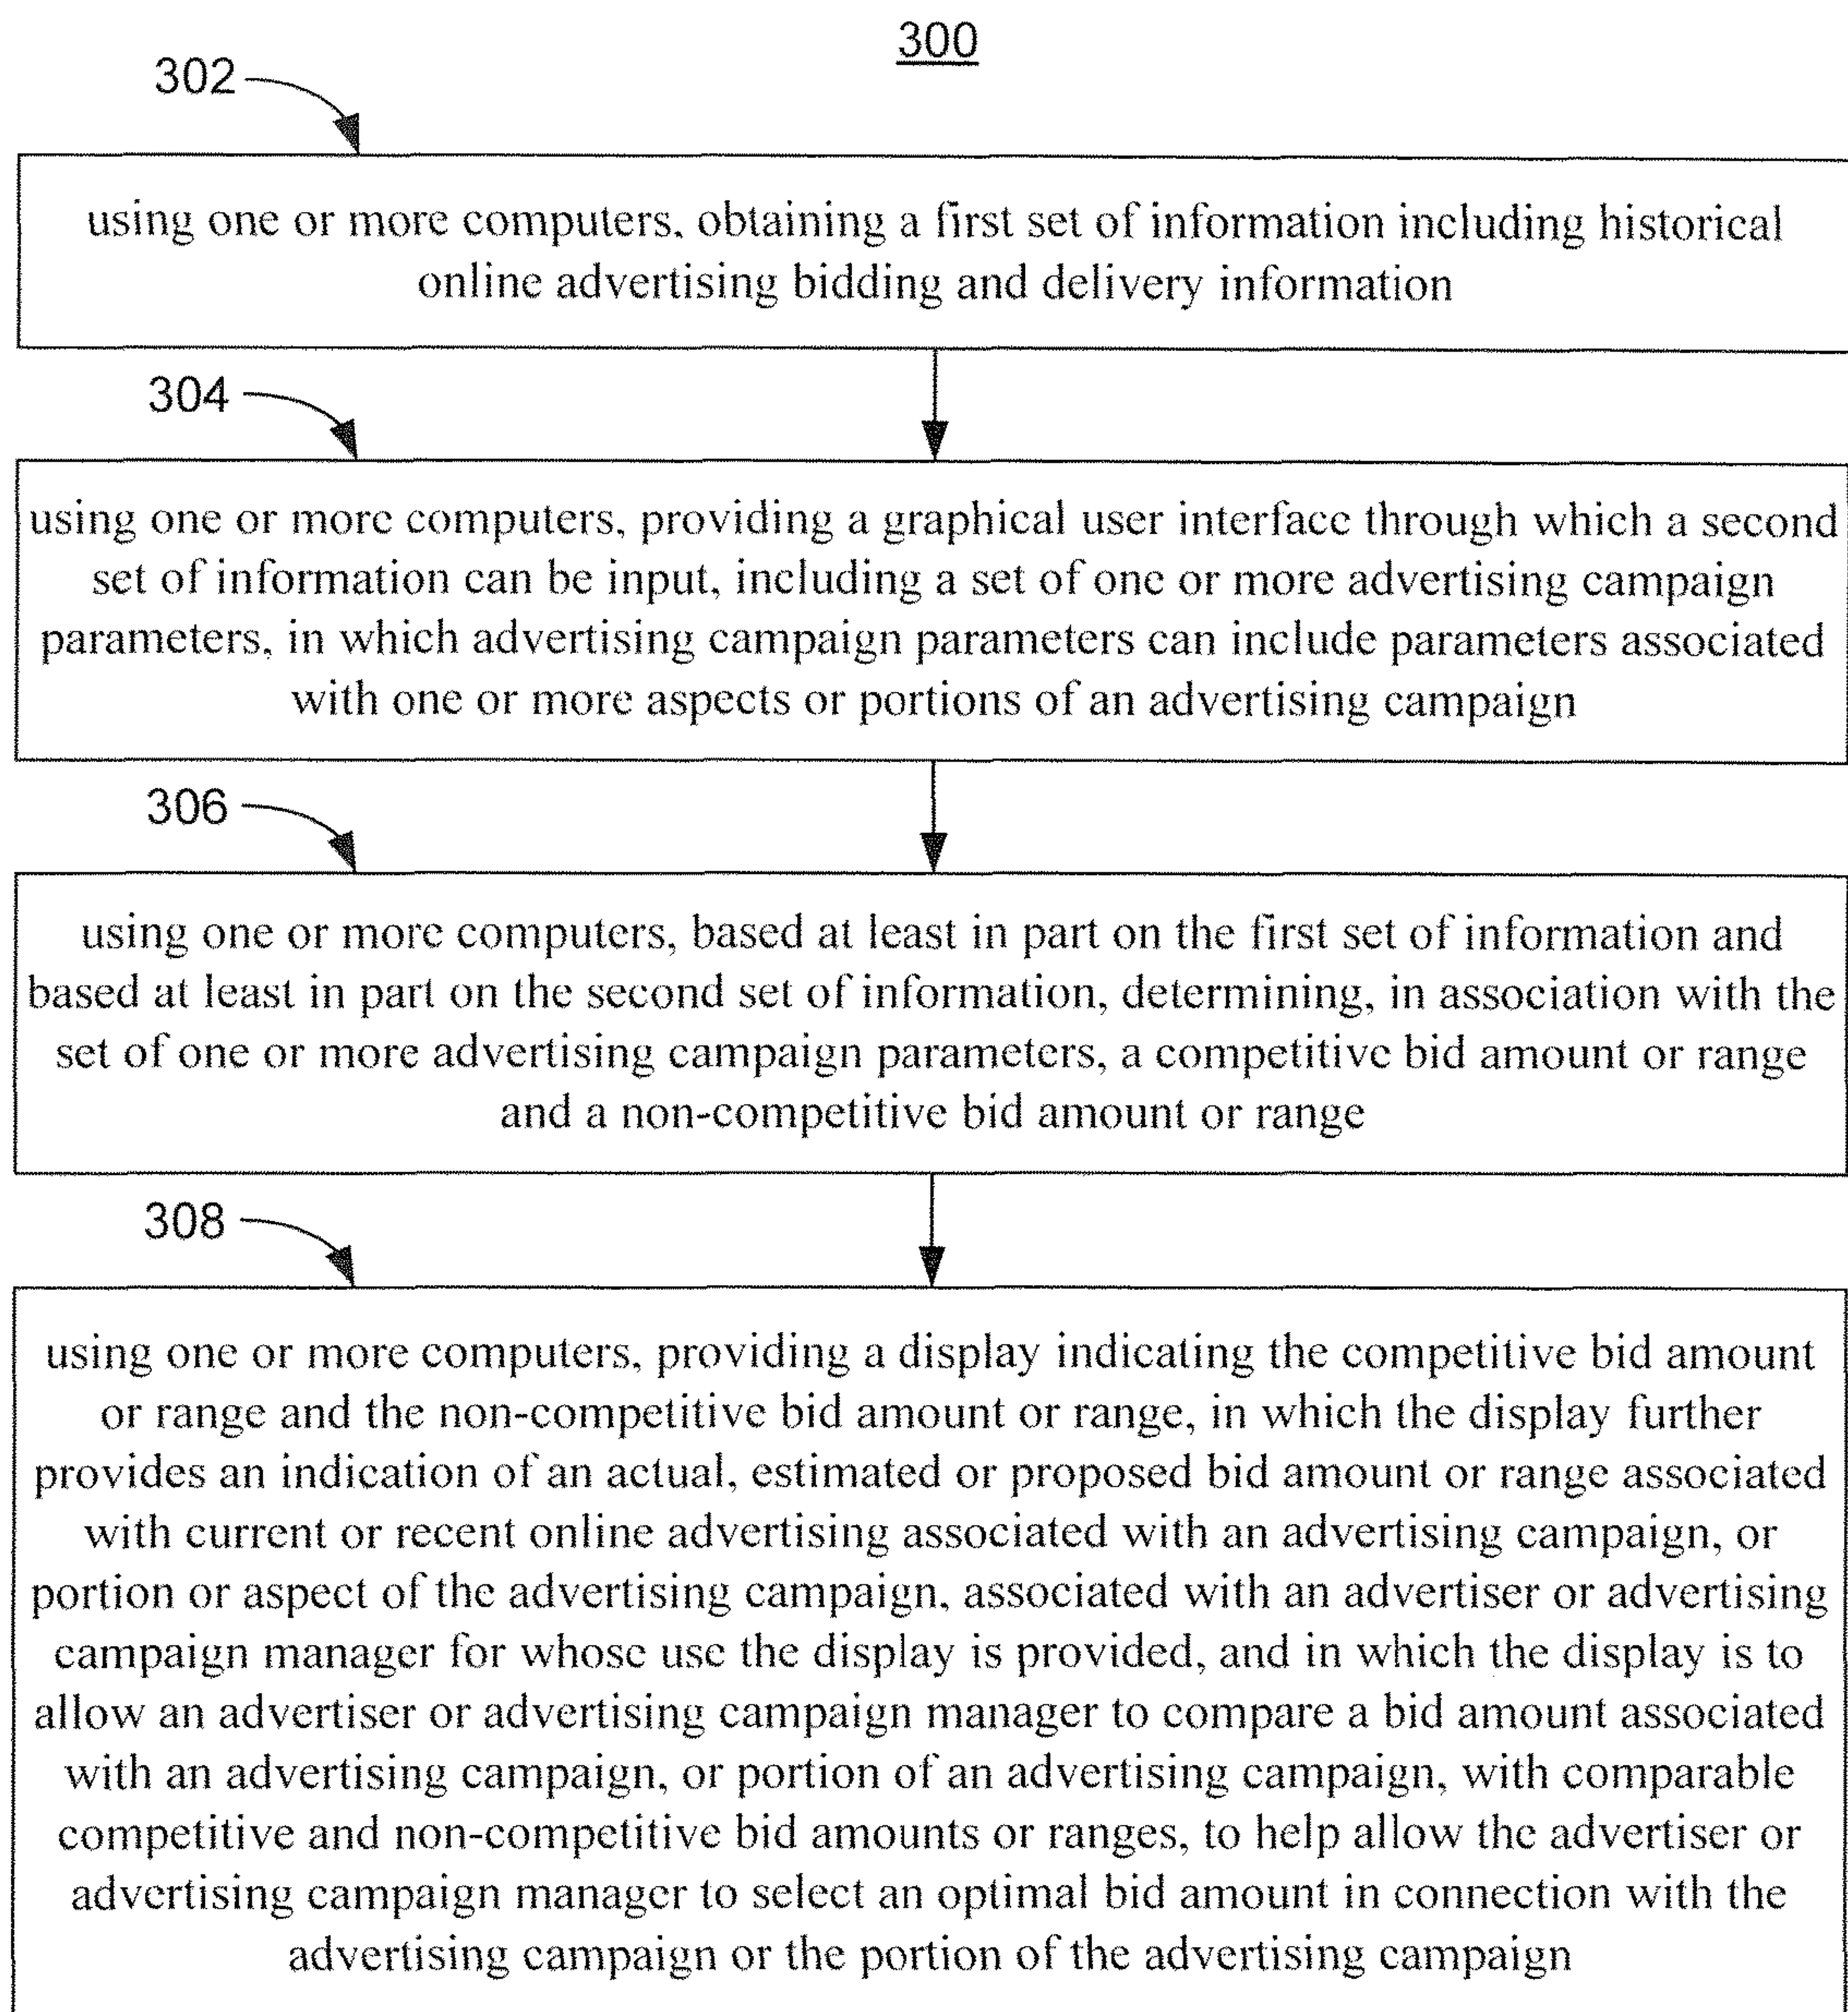 300
302
using one or more computers, obtaining a first set of information including historical
online advertising bidding and delivery information
304
using one or more computers, providing a graphical user interface through which a second
set of information can be input, including a set of one or more advertising campaign
parameters, in which advertising campaign parameters can include parameters associated
with one or more aspects or portions of an advertising campaign
306
using one or more computers, based at least in part on the first set of information and
based at least in part on the second set of information, determining, in association with the
set of one or more advertising campaign parameters, a competitive bid amount or range
and a non-competitive bid amount or range
308
using one or more computers, providing a display indicating the competitive bid amount
or range and the non-competitive bid amount or range, in which the display further
provides an indication of an actual, estimated or proposed bid amount or range associated
with current or recent online advertising associated with an advertising campaign, or
portion or aspect of the advertising campaign, associated with an advertiser or advertising
campaign manager for whose use the display is provided, and in which the display is to
allow an advertiser or advertising campaign manager to compare a bid amount associated
with an advertising campaign, or portion of an advertising campaign, with comparable
competitive and non-competitive bid amounts or ranges, to help allow the advertiser or
advertising campaign manager to select an optimal bid amount in connection with the
advertising campaign or the portion of the advertising campaign